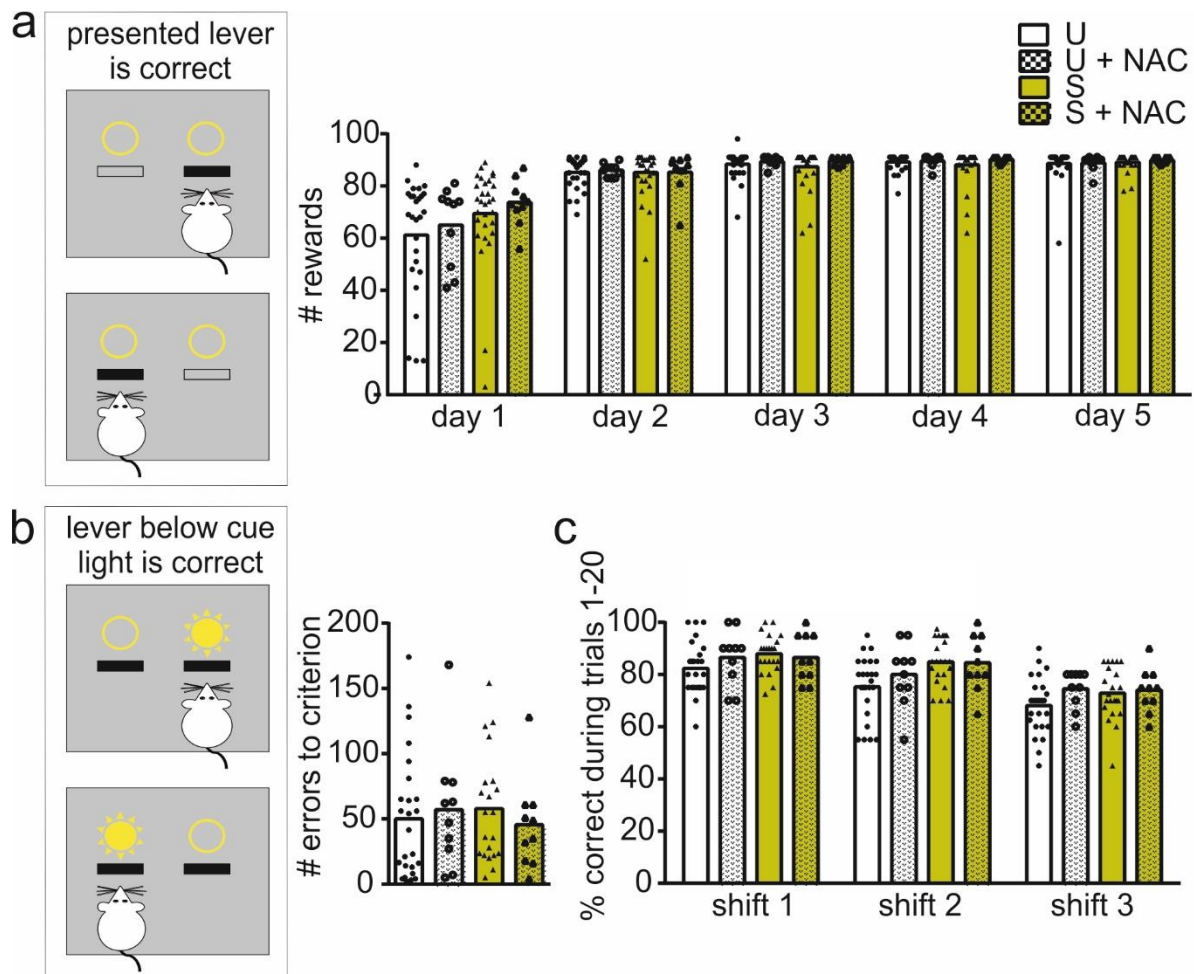 a
presented lever
is correct
U
U + NAC
S
S + NAC
# rewards
100
80
60
40
20
0
day 1
day 2
day 3
day 4
day 5
b
lever below cue
light is correct
# errors to criterion
200
150
100
50
0
c
% correct during trials 1-20
100
80
60
40
20
0
shift 1
shift 2
shift 3